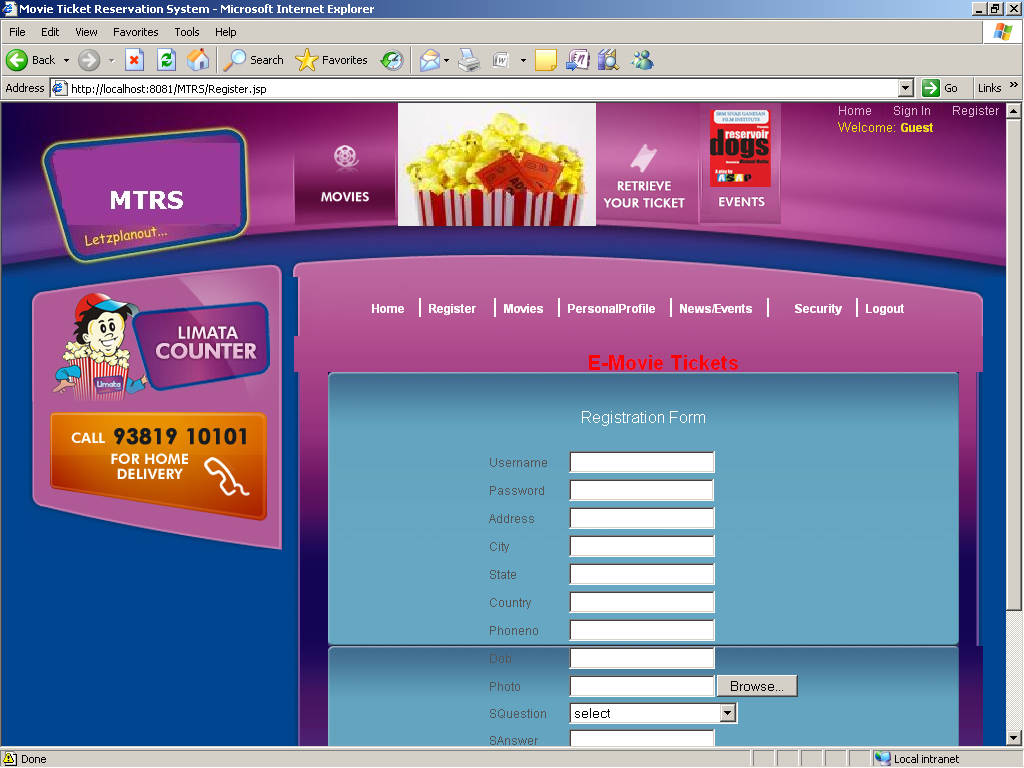 Movie Ticket Reservation System - Microsoft Internet Explorer
File Edit View Favorites Tools Help
Back Search Favorites
Address http://localhost:8081/MTRS/Register.jsp Go Links »
Home Sign In Register
Welcome: Guest
MTRS
Letzplanout...
MOVIES
RETRIEVE
YOUR TICKET
reservoir
dogs
EVENTS
LIMATA
COUNTER
Limata
CALL 93819 10101
FOR HOME
DELIVERY
Home Register Movies PersonalProfile News/Events Security Logout
E-Movie Tickets
Registration Form
Username
Password
Address
City
State
Country
Phoneno
Dob
Photo Browse...
SQuestion select
SAnswer
Done Local intranet